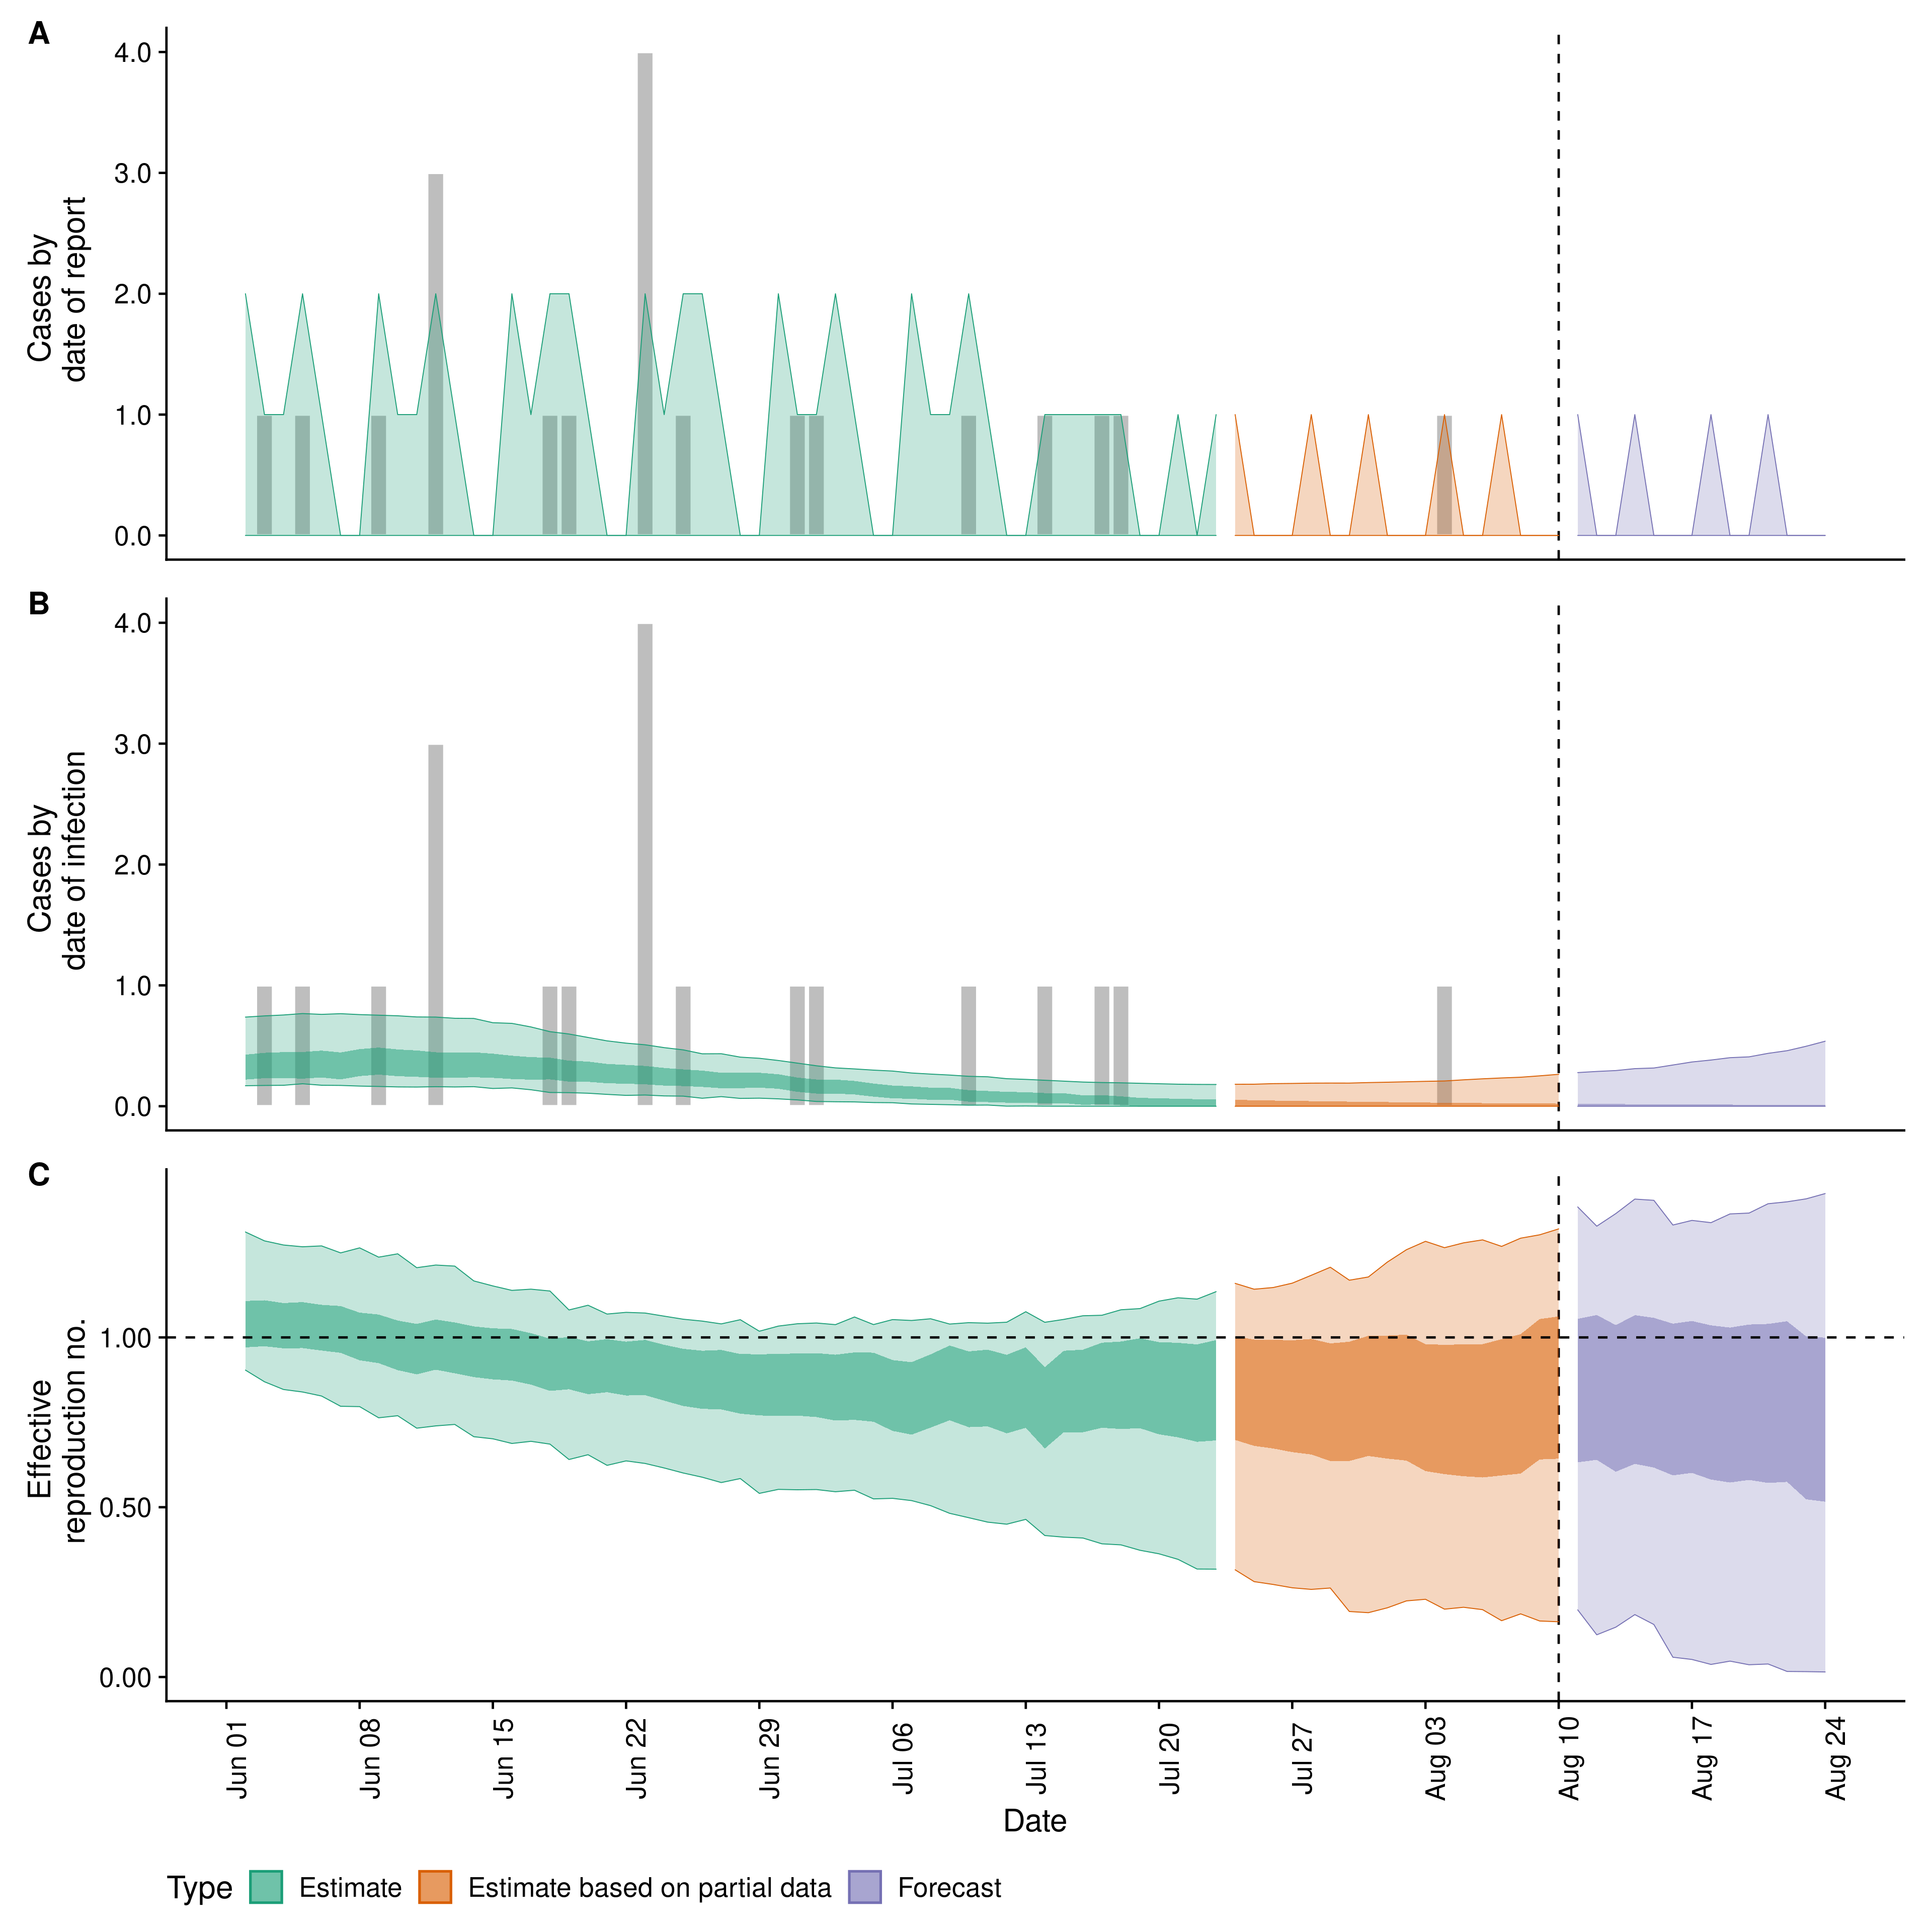 A
Cases by
date of report
4.0
3.0
2.0
1.0
0.0
B
Cases by
date of infection
4.0
3.0
2.0
1.0
0.0
C
Effective
reproduction no.
1.00
0.50
0.00
Jun 01
Jun 08
Jun 15
Jun 22
Jun 29
Jul 06
Jul 13
Jul 20
Jul 27
Aug 03
Aug 10
Aug 17
Aug 24
Date
Type Estimate Estimate based on partial data Forecast